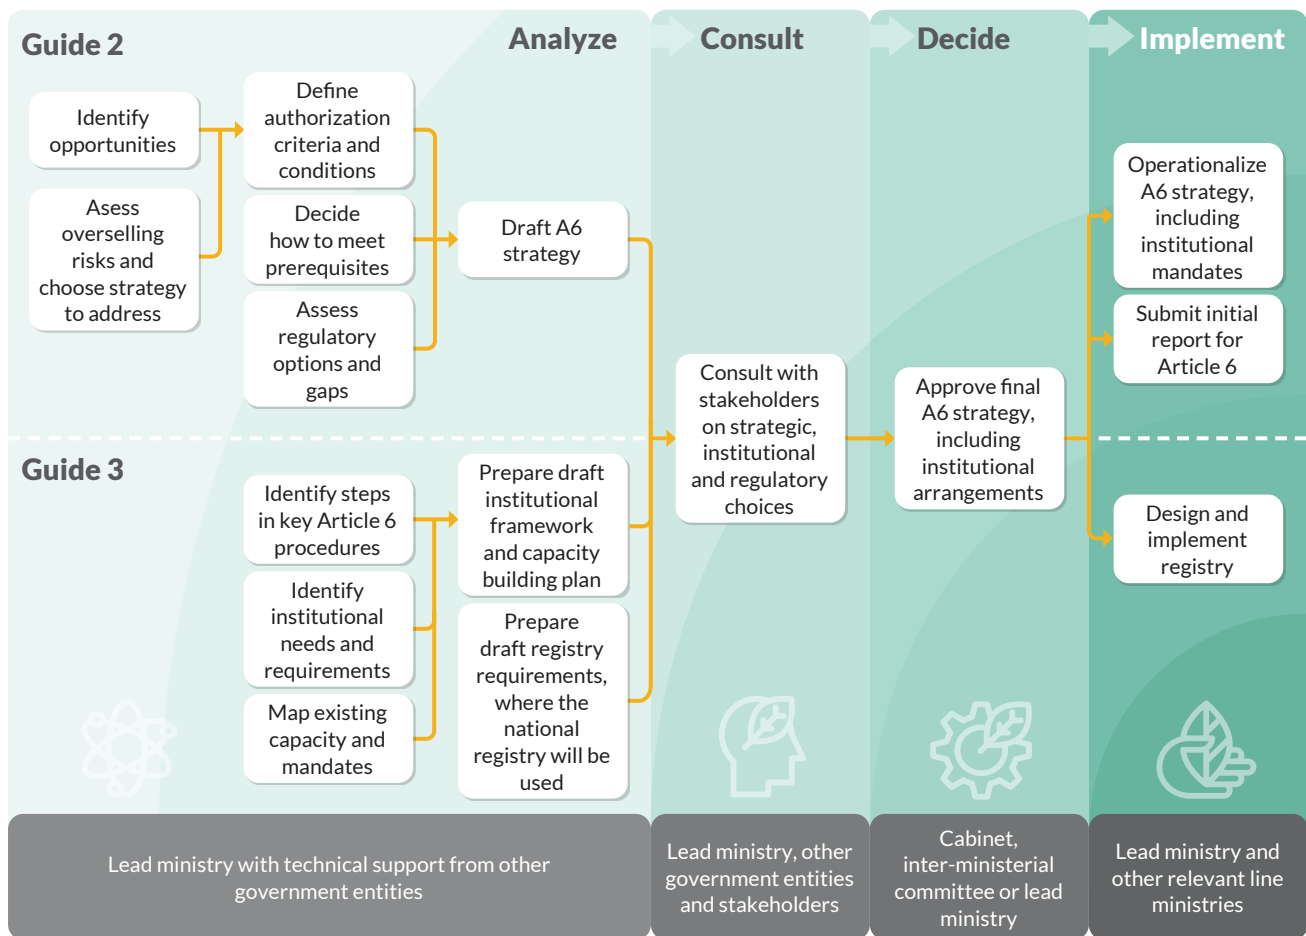 Guide 2
Analyze
Consult
Decide
Implement
Identify
opportunities
Asess
overselling
risks and
choose strategy
to address
Define
authorization
criteria and
conditions
Decide
how to meet
prerequisites
Assess
regulatory
options and
gaps
Draft A6
strategy
Guide 3
Identify steps
in key Article 6
procedures
Identify
institutional
needs and
requirements
Map existing
capacity and
mandates
Prepare draft
institutional
framework
and capacity
building plan
Prepare
draft registry
requirements,
where the
national
registry will be
used
Consult with
stakeholders
on strategic,
institutional
and regulatory
choices
Approve final
A6 strategy,
including
institutional
arrangements
Operationalize
A6 strategy,
including
institutional
mandates
Submit initial
report for
Article 6
Design and
implement
registry
Lead ministry with technical support from other
government entities
Lead ministry, other
government entities
and stakeholders
Cabinet,
inter-ministerial
committee or lead
ministry
Lead ministry and
other relevant line
ministries